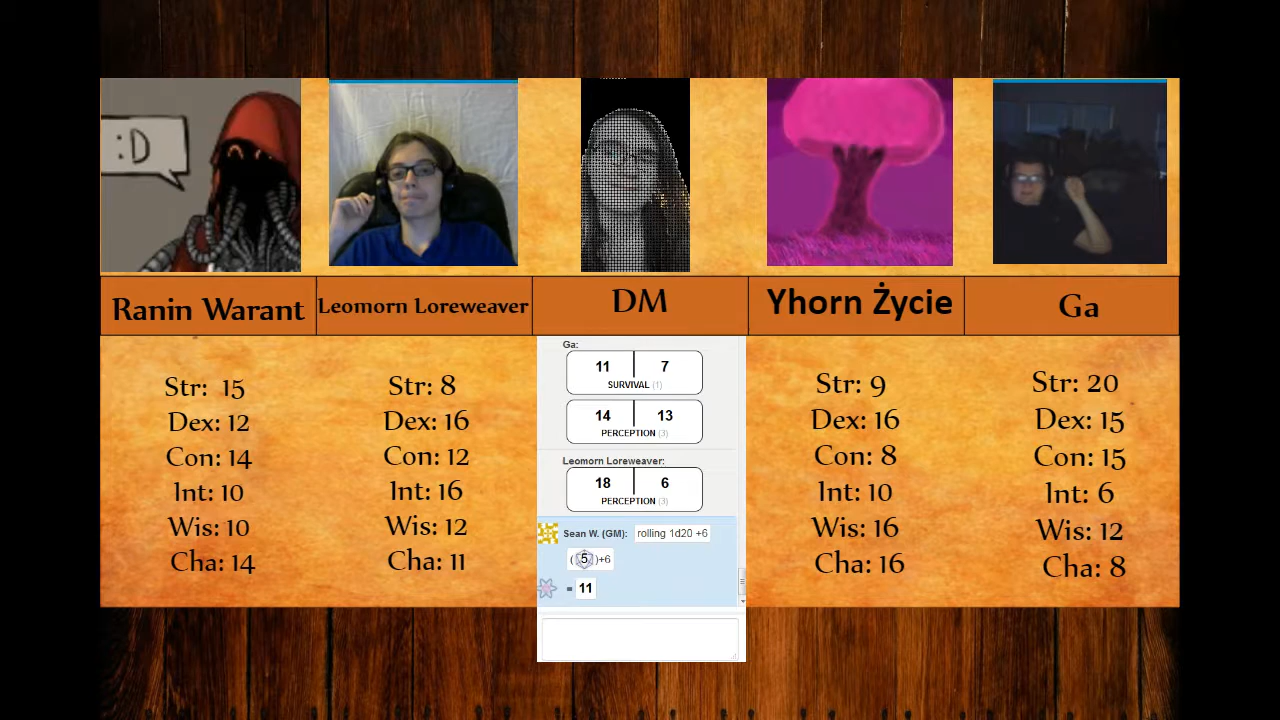 :D
Ranin Warant
Leomorn Loreweaver
DM
Yhorn Życie
Ga
Str: 15
Dex: 12
Con: 14
Int: 10
Wis: 10
Cha: 14
Str: 8
Dex: 16
Con: 12
Int: 16
Wis: 12
Cha: 11
Ga:
11 7
SURVIVAL (1)
14 13
PERCEPTION (3)
Leomorn Loreweaver:
18 6
PERCEPTION (3)
Sean W. (GM): rolling 1d20 +6
(5)+6
= 11
Str: 9
Dex: 16
Con: 8
Int: 10
Wis: 16
Cha: 16
Str: 20
Dex: 15
Con: 15
Int: 6
Wis: 12
Cha: 8